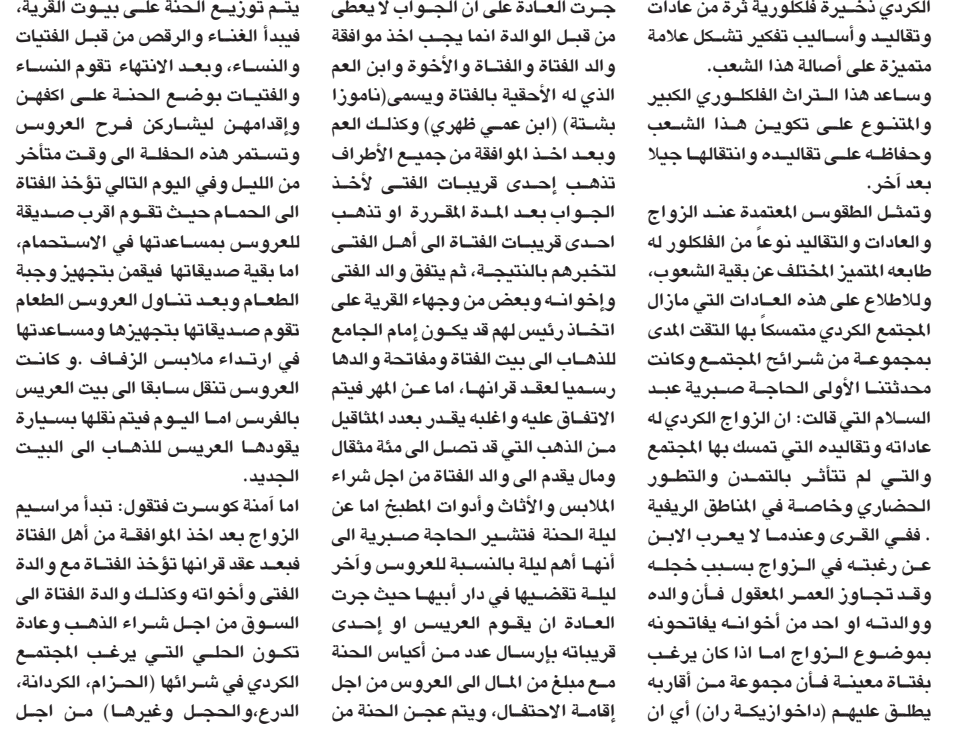 الكردي ذخيرة فلكلورية ثرة من عادات
وتقاليد وأساليب تفكير تشكل علامة
متميزة على أصالة هذا الشعب.
وساعد هذا التراث الفلكلوري الكبير
والمتنوع على تكوين هذا الشعب
وحفاظه على تقاليده وانتقالها جيلا
بعد آخر.
وتمثل الطقوس المعتمدة عند الزواج
والعادات والتقاليد نوعاً من الفلكلور له
طابعه المتميز المختلف عن بقية الشعوب،
وللاطلاع على هذه العادات التي مازال
المجتمع الكردي متمسكاً بها التقت المدى
بمجموعة من شرائح المجتمع وكانت
محدثتنا الأولى الحاجة صبرية عبد
السلام التي قالت: ان الزواج الكردي له
عاداته وتقاليده التي تمسك بها المجتمع
والتي لم تتأثر بالتمدن والتطور
الحضاري وخاصة في المناطق الريفية
. ففي القرى وعندما لا يعرب الابن
عن رغبته في الزواج بسبب خجله
وقد تجاوز العمر المعقول فأن والده
ووالدته او احد من أخوانه يفاتحونه
بموضوع الزواج اما اذا كان يرغب
بفتاة معينة فأن مجموعة من أقاربه
يطلق عليهم (داخوازيكة ران) أي ان
جرت العادة على ان الجواب لا يعطى
من قبل الوالدة انما يجب اخذ موافقة
والد الفتاة والفتاة والأخوة وابن العم
الذي له الأحقية بالفتاة ويسمى(ناموزا
بشتة) (ابن عمي ظهري) وكذلك العم
وبعد اخذ الموافقة من جميع الأطراف
تذهب إحدى قريبات الفتى لأخذ
الجواب بعد المدة المقررة او تذهب
احدى قريبات الفتاة الى أهل الفتى
لتخبرهم بالنتيجة، ثم يتفق والد الفتى
وإخوانه وبعض من وجهاء القرية على
اتخاذ رئيس لهم قد يكون إمام الجامع
للذهاب الى بيت الفتاة ومفاتحة والدها
رسميا لعقد قرانها، اما عن المهر فيتم
الاتفاق عليه واغلبه يقدر بعدد المثاقيل
من الذهب التي قد تصل الى مئة مثقال
ومال يقدم الى والد الفتاة من اجل شراء
الملابس والأثاث وأدوات المطبخ اما عن
ليلة الحنة فتشير الحاجة صبرية الى
أنها أهم ليلة بالنسبة للعروس وآخر
ليلة تقضيها في دار أبيها حيث جرت
العادة ان يقوم العريس او إحدى
قريباته بإرسال عدد من أكياس الحنة
مع مبلغ من المال الى العروس من اجل
إقامة الاحتفال، ويتم عجن الحنة من
يتم توزيع الحنة على بيوت القرية،
فيبدأ الغناء والرقص من قبل الفتيات
والنساء، وبعد الانتهاء تقوم النساء
والفتيات بوضع الحنة على اكفهن
وإقدامهن ليشاركن فرح العروس
وتستمر هذه الحفلة الى وقت متأخر
من الليل وفي اليوم التالي تؤخذ الفتاة
الى الحمام حيث تقوم اقرب صديقة
للعروس بمساعدتها في الاستحمام،
اما بقية صديقاتها فيقمن بتجهيز وجبة
الطعام وبعد تناول العروس الطعام
تقوم صديقاتها بتجهيزها ومساعدتها
في ارتداء ملابس الزفاف .و كانت
العروس تنقل سابقا الى بيت العريس
بالفرس اما اليوم فيتم نقلها بسيارة
يقودها العريس للذهاب الى البيت
الجديد.
اما آمنة كوسرت فتقول: تبدأ مراسيم
الزواج بعد اخذ الموافقة من أهل الفتاة
فبعد عقد قرانها تؤخذ الفتاة مع والدة
الفتى وأخواته وكذلك والدة الفتاة الى
السوق من اجل شراء الذهب وعادة
تكون الحلي التي يرغب المجتمع
الكردي في شرائها (الحزام، الكردانة،
الدرع،والحجل وغيرها) من اجل